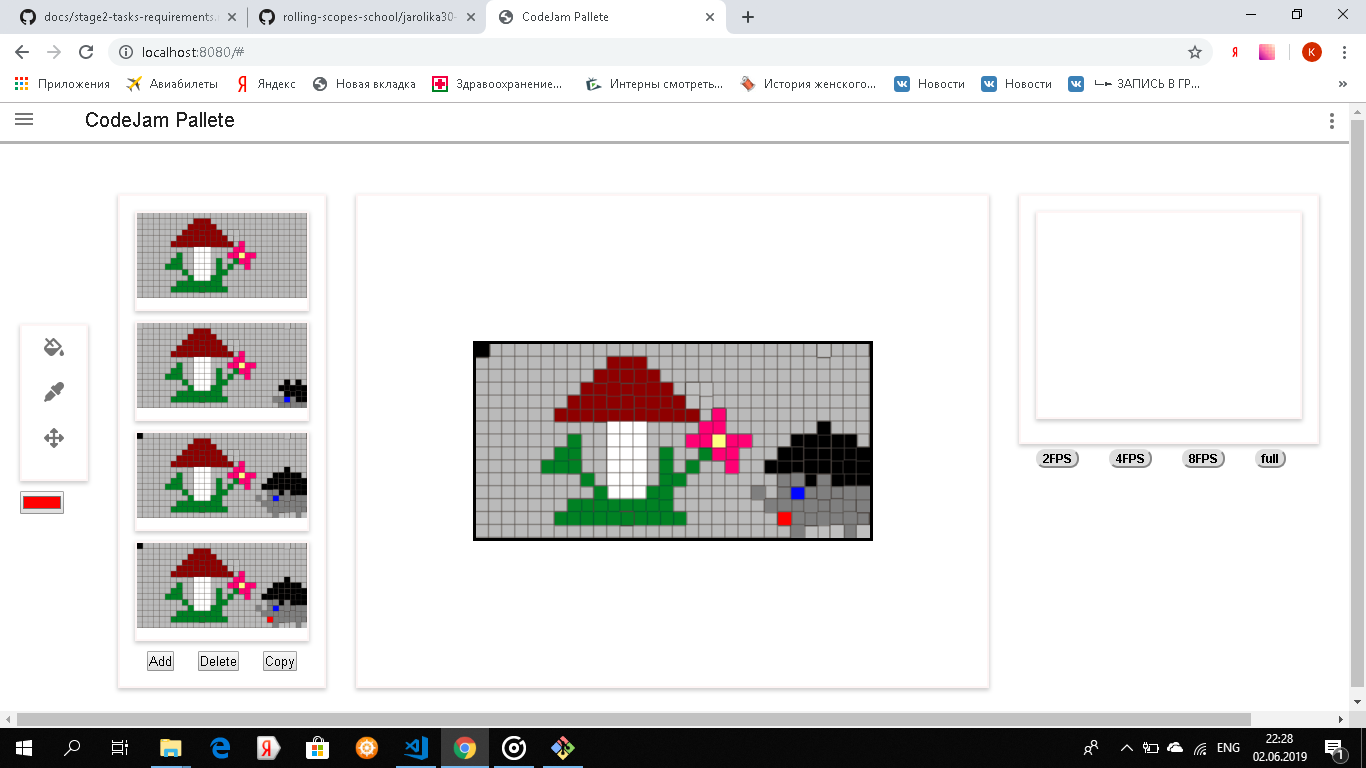 docs/stage2-tasks-requirements.
rolling-scopes-school/jarolika30-
CodeJam Pallete
localhost:8080/#
Я
K
Приложения
Авиабилеты
Я Яндекс
Новая вкладка
Здравоохранение...
Интерны смотреть...
История женского...
Новости
Новости
ЗАПИСЬ В ГР...
»
CodeJam Pallete
2FPS
4FPS
8FPS
full
Add
Delete
Copy
Я
ENG
22:28
02.06.2019
1